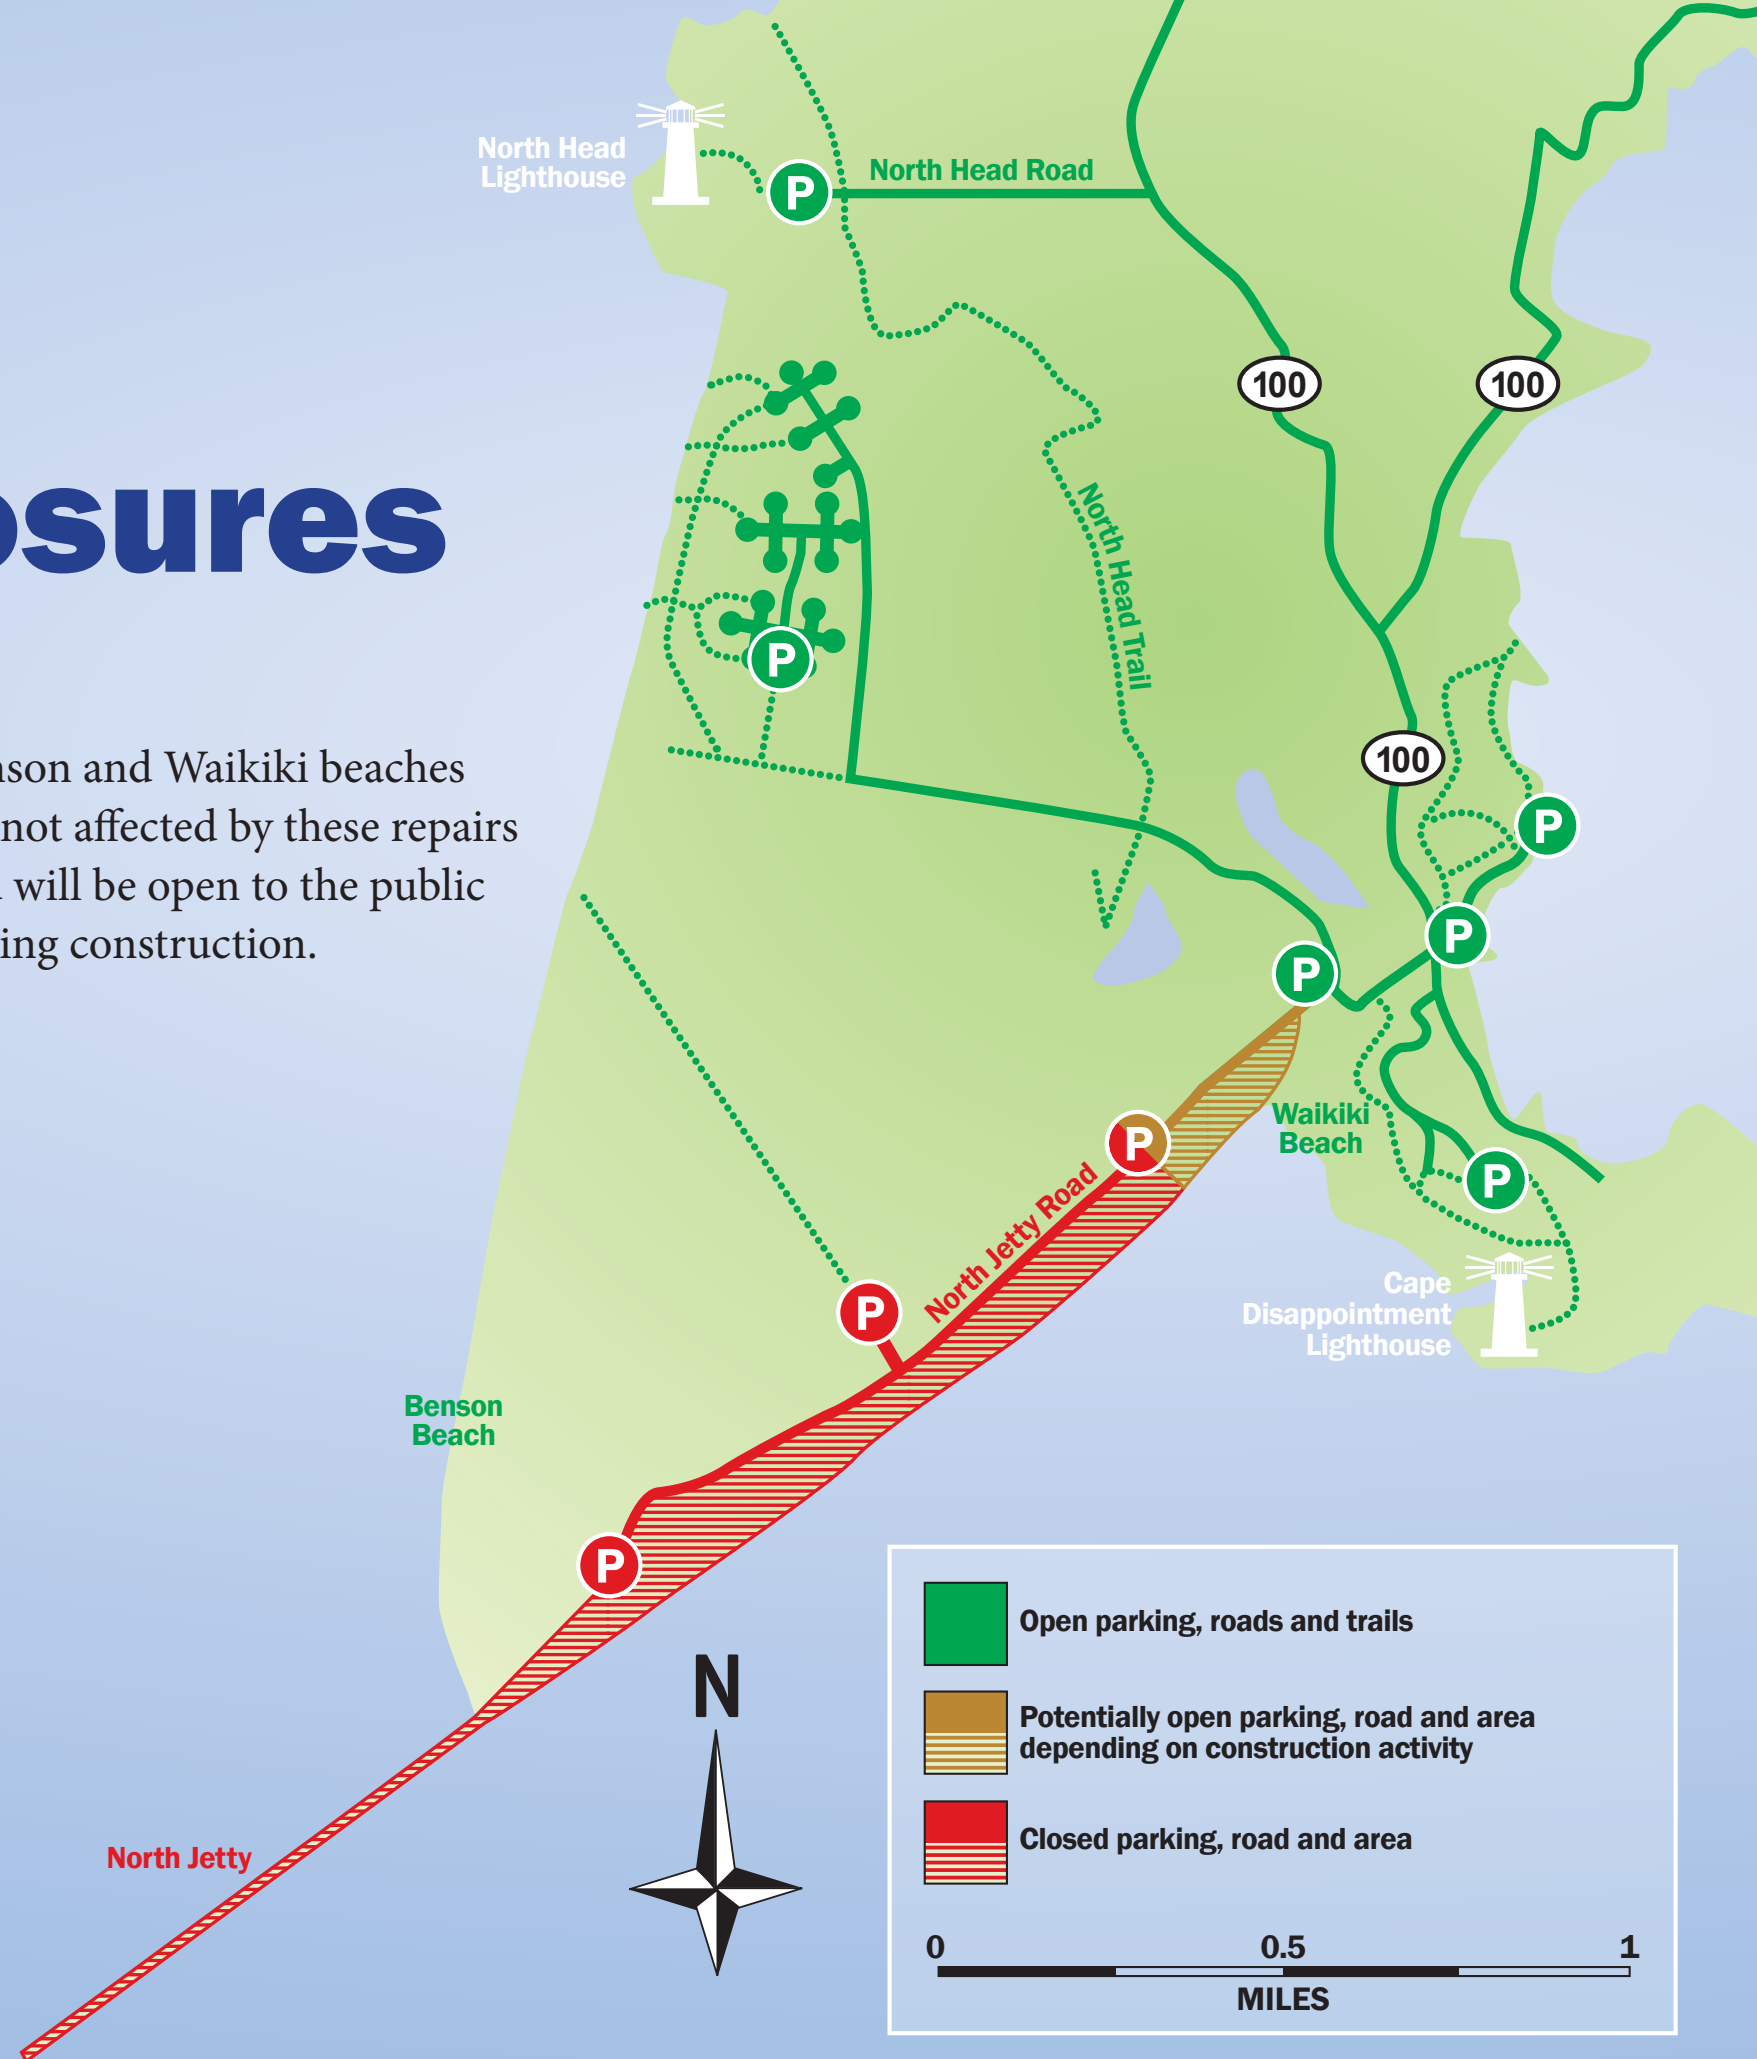 North Head
Lighthouse
P
North Head Road
100
100
osures
P
North Head Trail
100
nson and Waikiki beaches
not affected by these repairs
will be open to the public
ing construction.
P
P
P
P
Waikiki
Beach
P
P
North Jetty Road
Cape
Disappointment
Lighthouse
P
Benson
Beach
P
Open parking, roads and trails
N
Potentially open parking, road and area
depending on construction activity
Closed parking, road and area
North Jetty
0 0.5 1
MILES